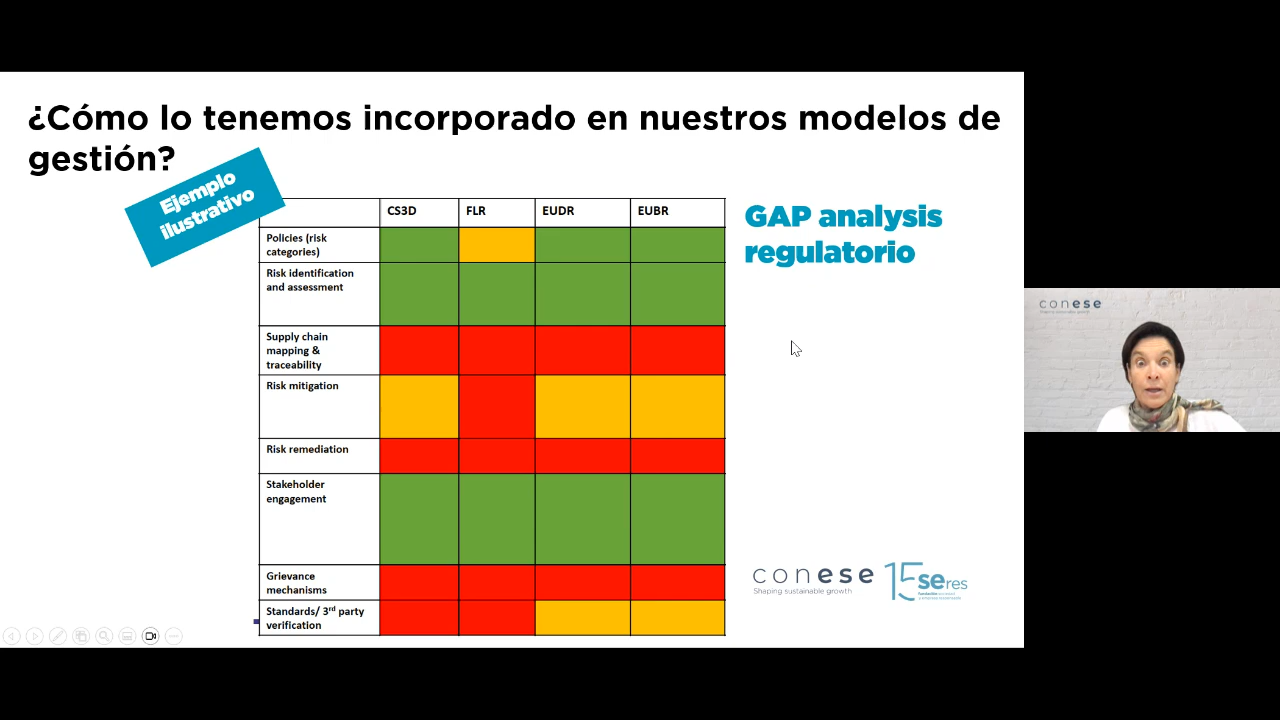 ¿Cómo lo tenemos incorporado en nuestros modelos de
gestión?
Ejemplo
ilustrativo
CS3D FLR EUDR EUBR
GAP analysis
regulatorio
Policies (risk
categories)
Risk identification
and assessment
Supply chain
mapping &
traceability
Risk mitigation
Risk remediation
Stakeholder
engagement
Grievance
mechanisms
Standards/ 3rd party
verification
conese
Shaping sustainable growth
15 seres
conese